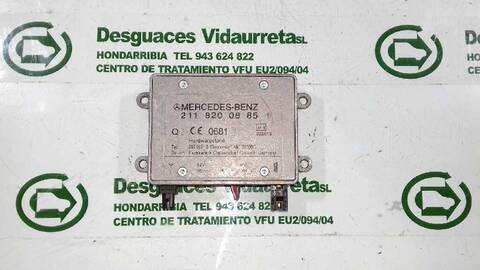 Desguaces Vidaurreta SL
HONDARRIBIA TEL 943 624 822
CENTRO DE TRATAMIENTO VFU EU2/094/04
MERCEDES-BENZ
211 820 08 85
Q CE 0681
Desguaces Vidaurreta SL
HONDARRIBIA TEL 943 624 822
CENTRO DE TRATAMIENTO VFU EU2/094/04